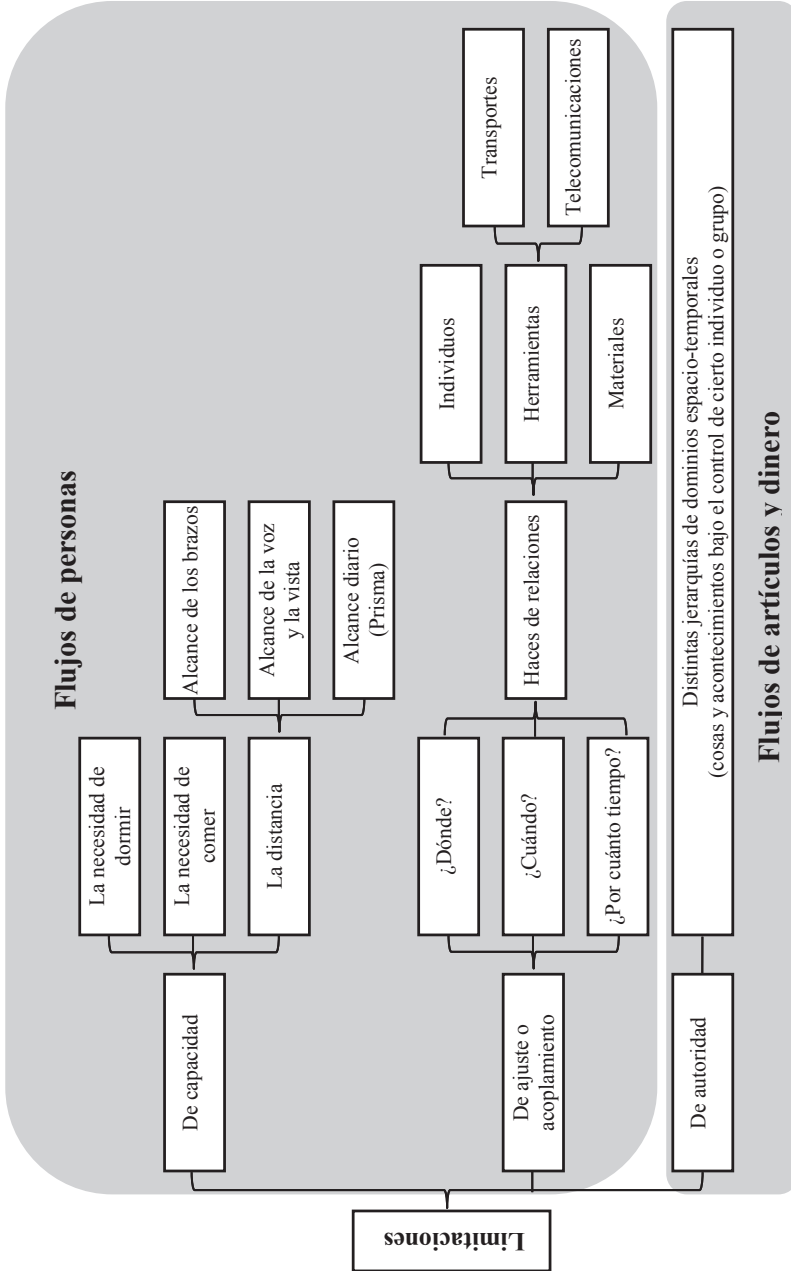 Flujos de personas
Limitaciones
De capacidad
La necesidad de
dormir
La necesidad de
comer
La distancia
Alcance de los brazos
Alcance de la voz
y la vista
Alcance diario
(Prisma)
De ajuste o
acoplamiento
¿Dónde?
¿Cuándo?
¿Por cuánto tiempo?
Haces de relaciones
Individuos
Herramientas
Materiales
Transportes
Telecomunicaciones
De autoridad
Distintas jerarquías de dominios espacio-temporales
(cosas y acontecimientos bajo el control de cierto individuo o grupo)
Flujos de artículos y dinero